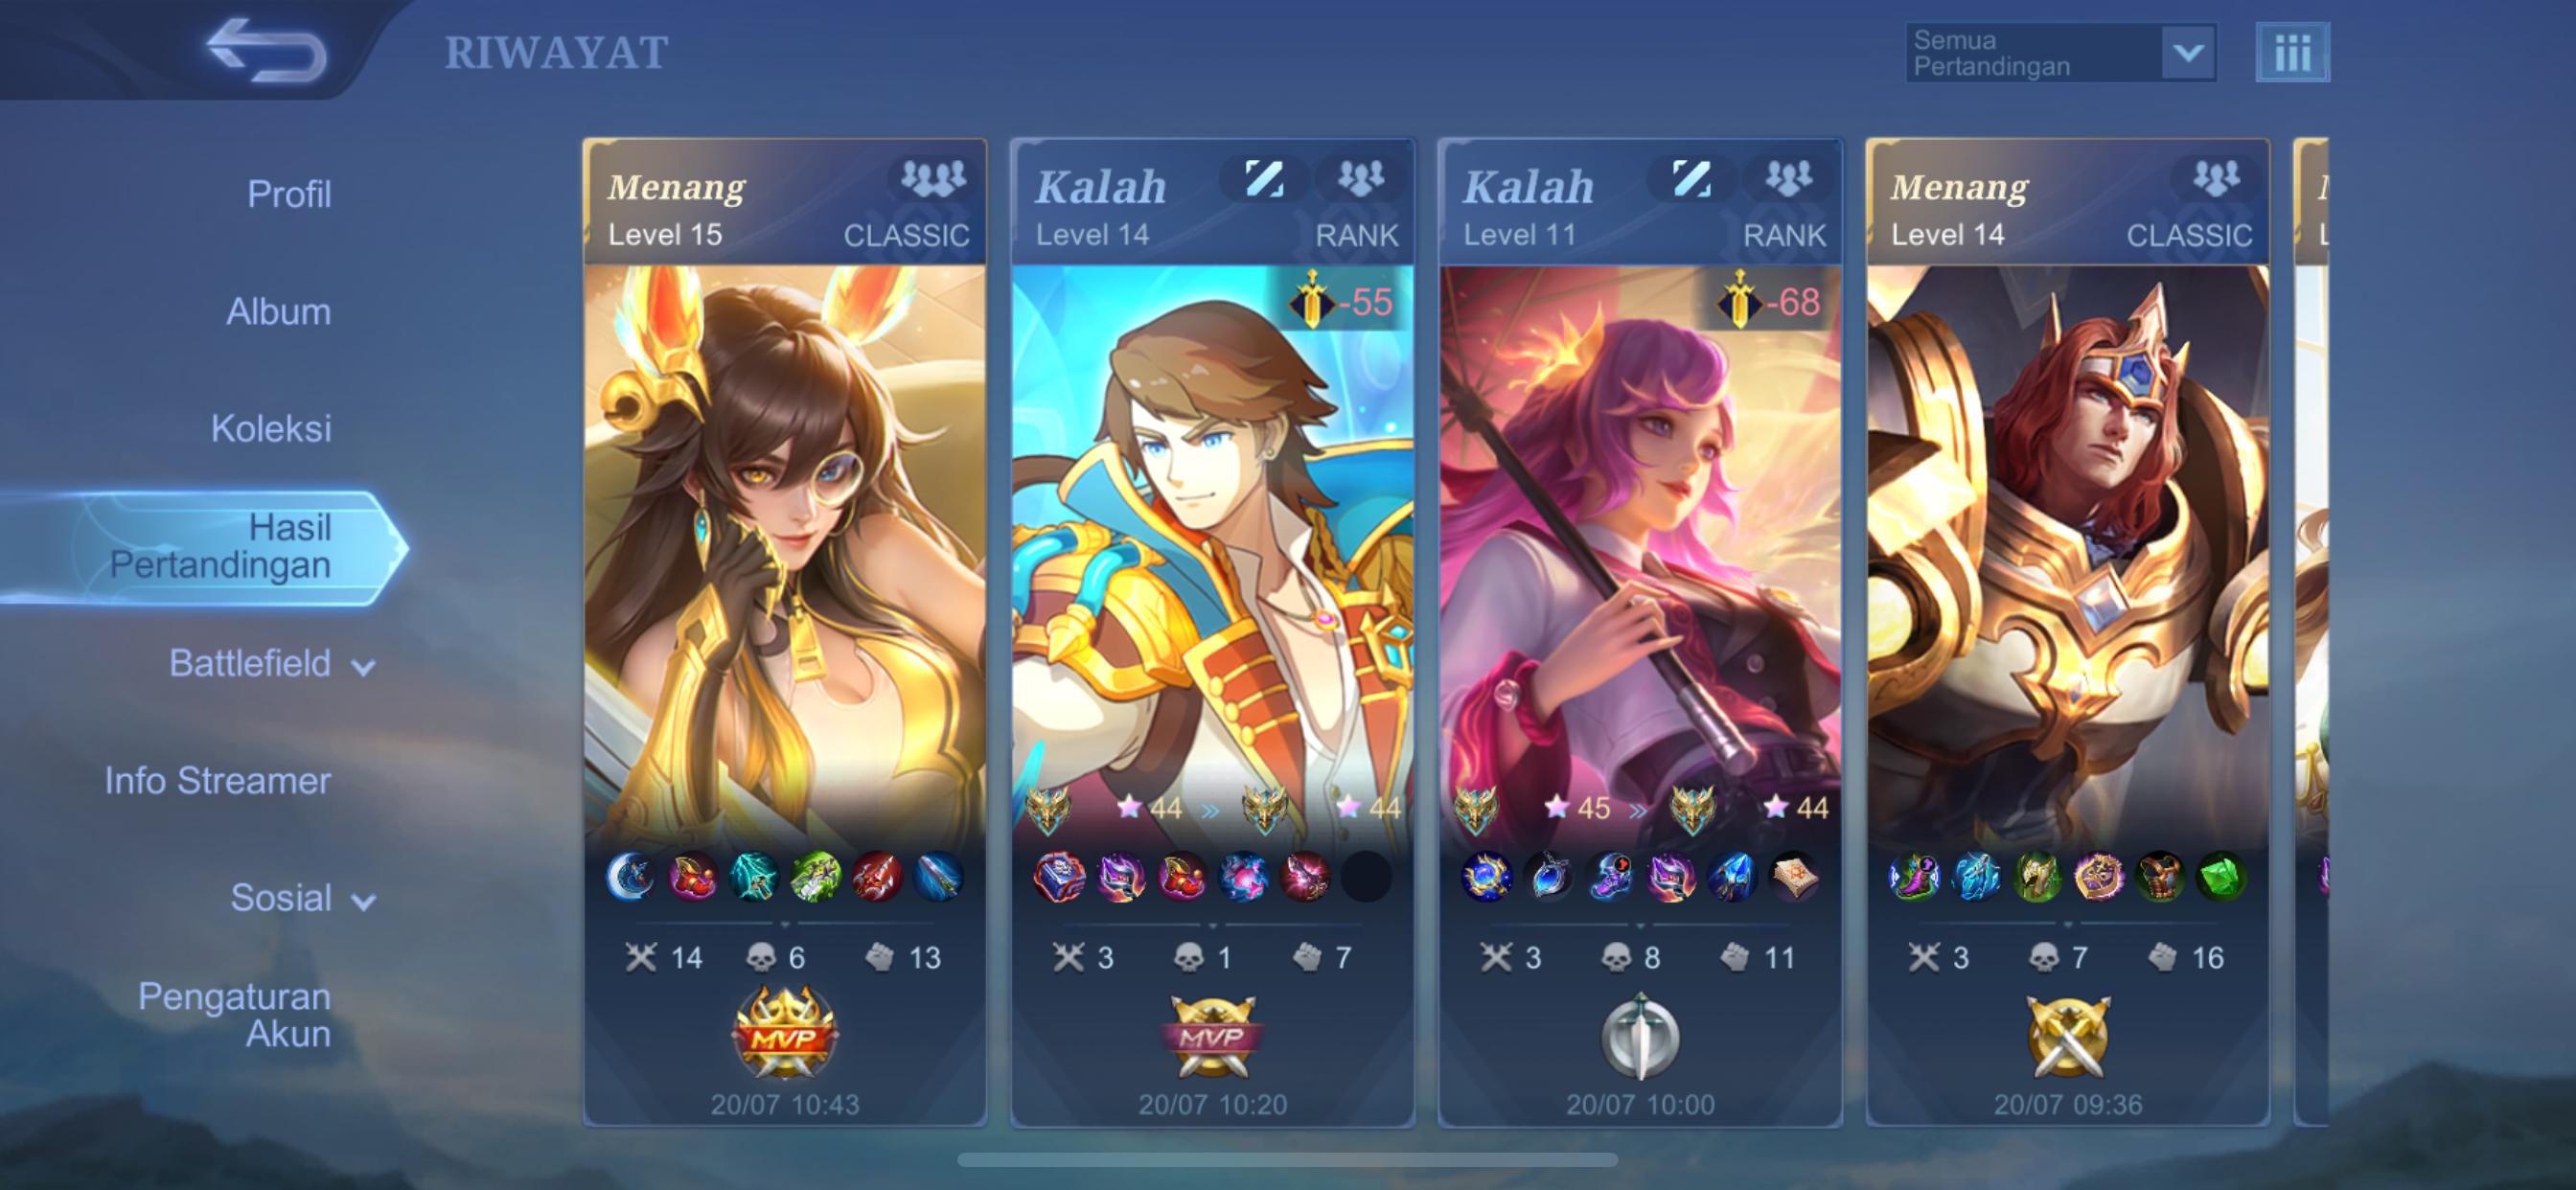 RIWAYAT
Semua
Pertandingan
Profil
Album
Koleksi
Hasil
Pertandingan
Battlefield
Info Streamer
Sosial
Pengaturan
Akun
Menang
Level 15
CLASSIC
14
6
13
MVP
20/07 10:43
Kalah
Level 14
RANK
-55
44 » 44
3
1
7
MVP
20/07 10:20
Kalah
Level 11
RANK
-68
45 » 44
3
8
11
20/07 10:00
Menang
Level 14
CLASSIC
3
7
16
20/07 09:36